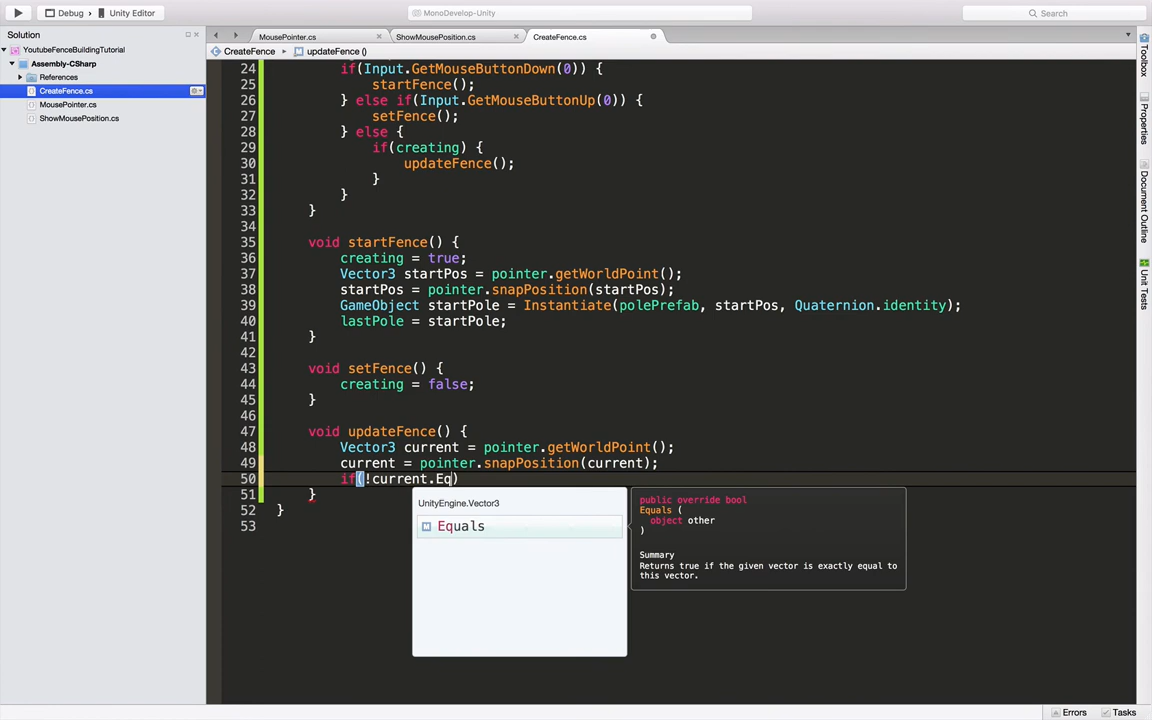 Debug › Unity Editor
MonoDevelop-Unity
Search
Solution
YoutubeFenceBuildingTutorial
Assembly-CSharp
References
CreateFence.cs
MousePointer.cs
ShowMousePosition.cs
MousePointer.cs × ShowMousePosition.cs × CreateFence.cs
CreateFence › updateFence ()
24 if(Input.GetMouseButtonDown(0)) {
25 startFence();
26 } else if(Input.GetMouseButtonUp(0)) {
27 setFence();
28 } else {
29 if(creating) {
30 updateFence();
31 }
32 }
33 }
34
35 void startFence() {
36 creating = true;
37 Vector3 startPos = pointer.getWorldPoint();
38 startPos = pointer.snapPosition(startPos);
39 GameObject startPole = Instantiate(polePrefab, startPos, Quaternion.identity);
40 lastPole = startPole;
41 }
42
43 void setFence() {
44 creating = false;
45 }
46
47 void updateFence() {
48 Vector3 current = pointer.getWorldPoint();
49 current = pointer.snapPosition(current);
50 if(!current.Eq)
51 }
52 }
53
UnityEngine.Vector3
Equals
public override bool
Equals (
object other
)
Summary
Returns true if the given vector is exactly equal to
this vector.
Toolbox
Properties
Document Outline
Unit Tests
Errors Tasks